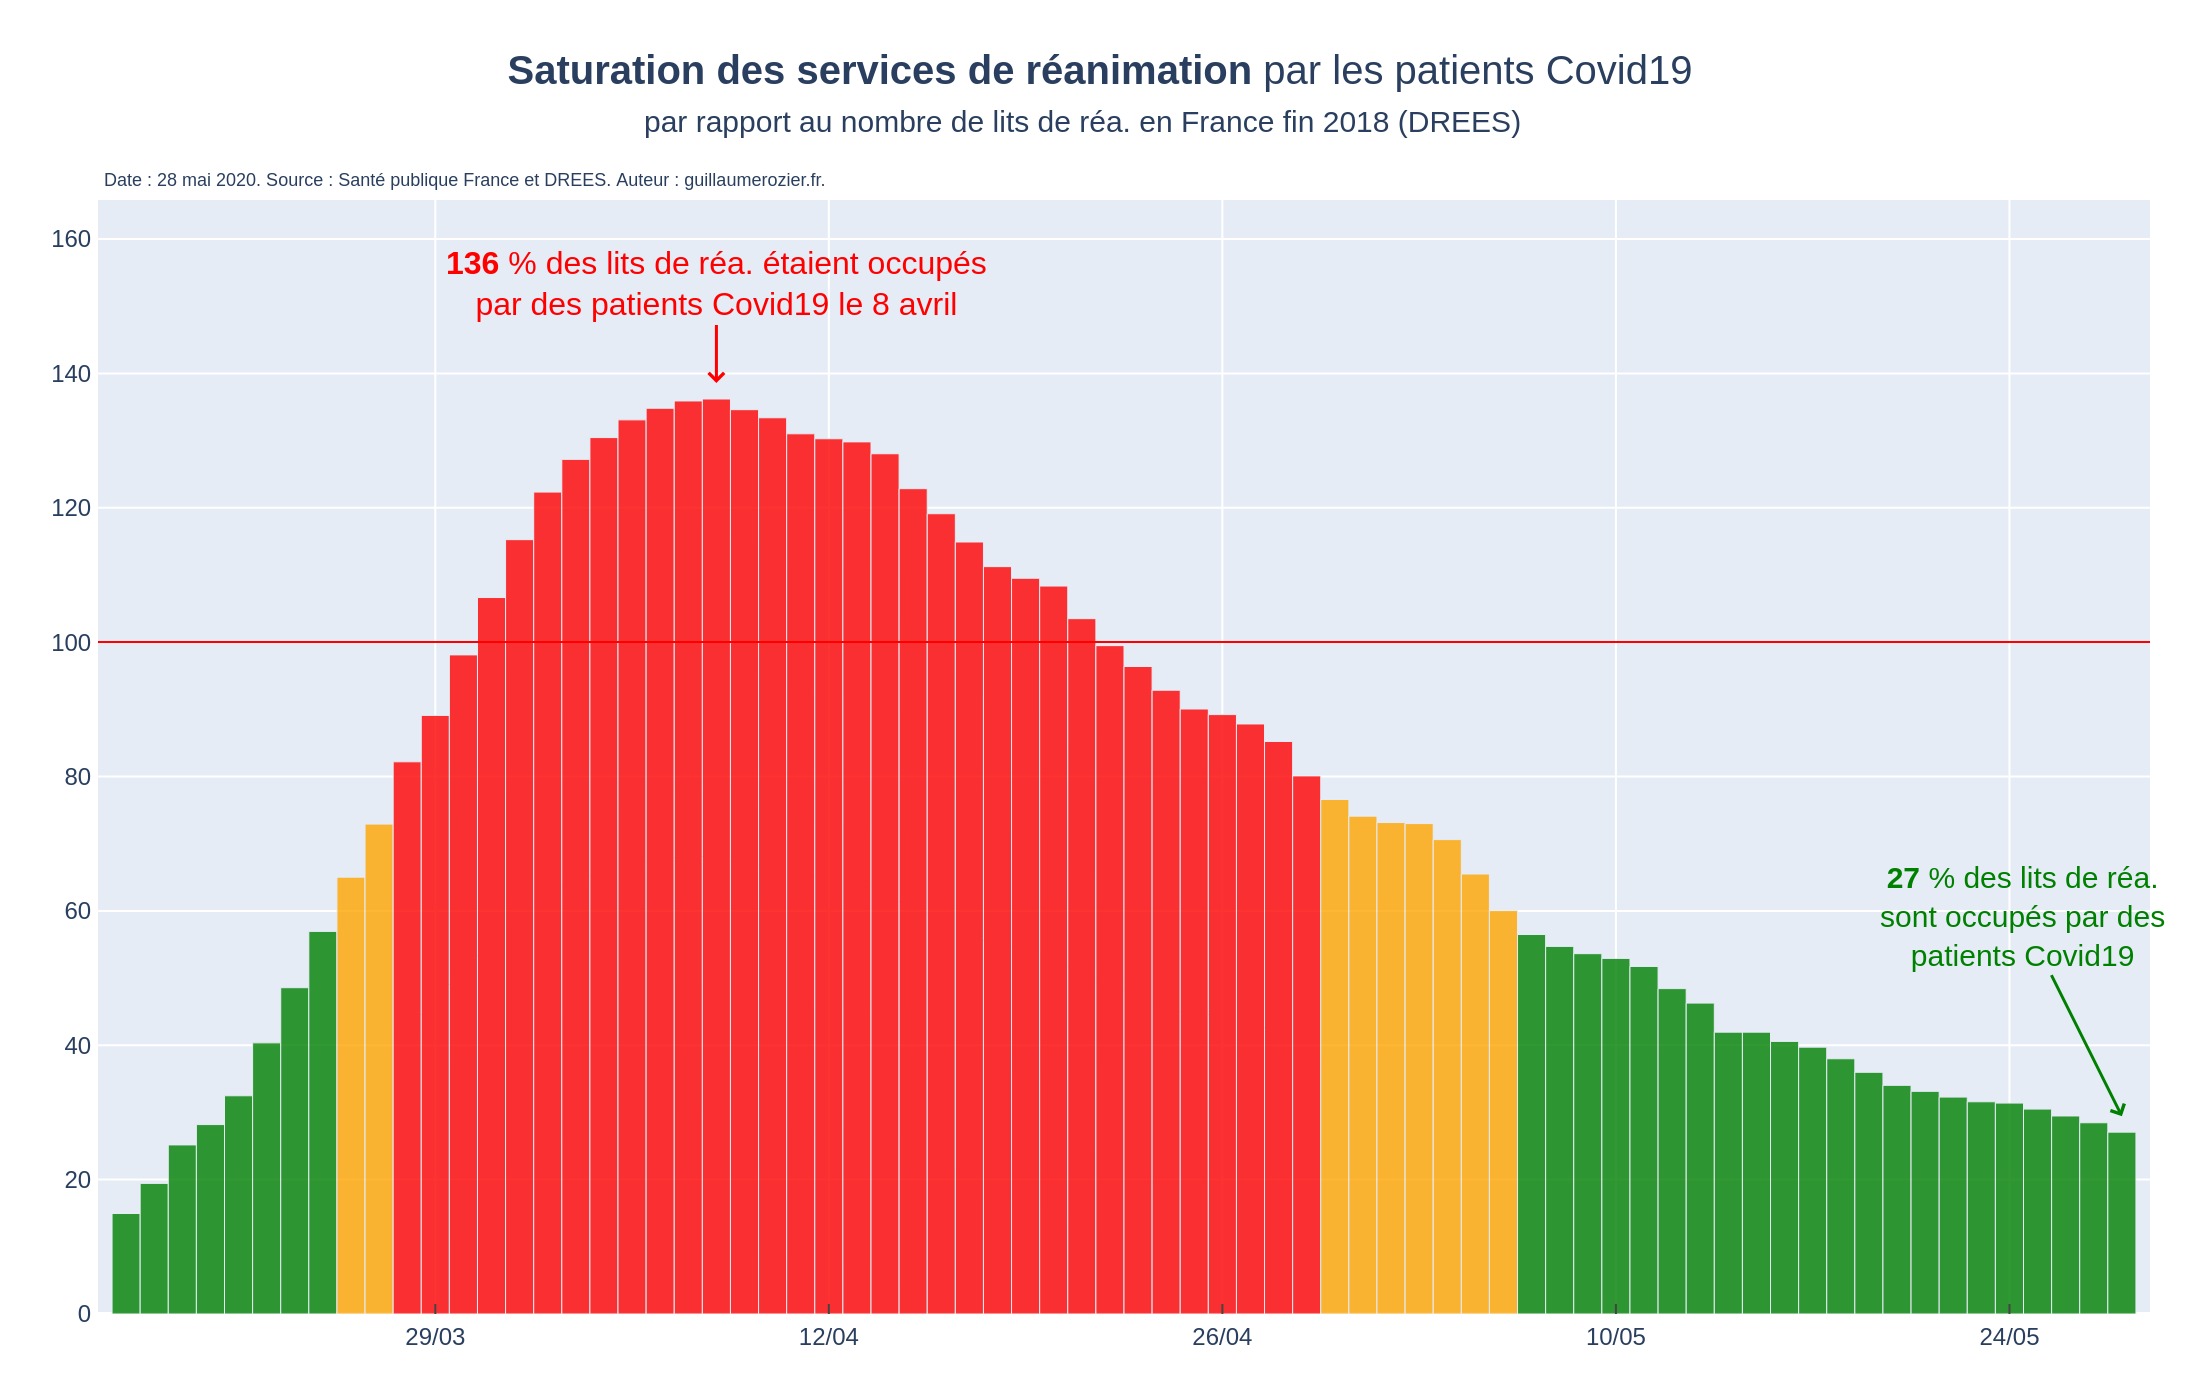 Saturation des services de réanimation par les patients Covid19
par rapport au nombre de lits de réa. en France fin 2018 (DREES)
Date : 28 mai 2020. Source : Santé publique France et DREES. Auteur : guillaumerozier.fr.
160
136 % des lits de réa. étaient occupés
par des patients Covid19 le 8 avril
140
120
100
80
27 % des lits de réa.
sont occupés par des
patients Covid19
60
40
20
0
29/03 12/04 26/04 10/05 24/05